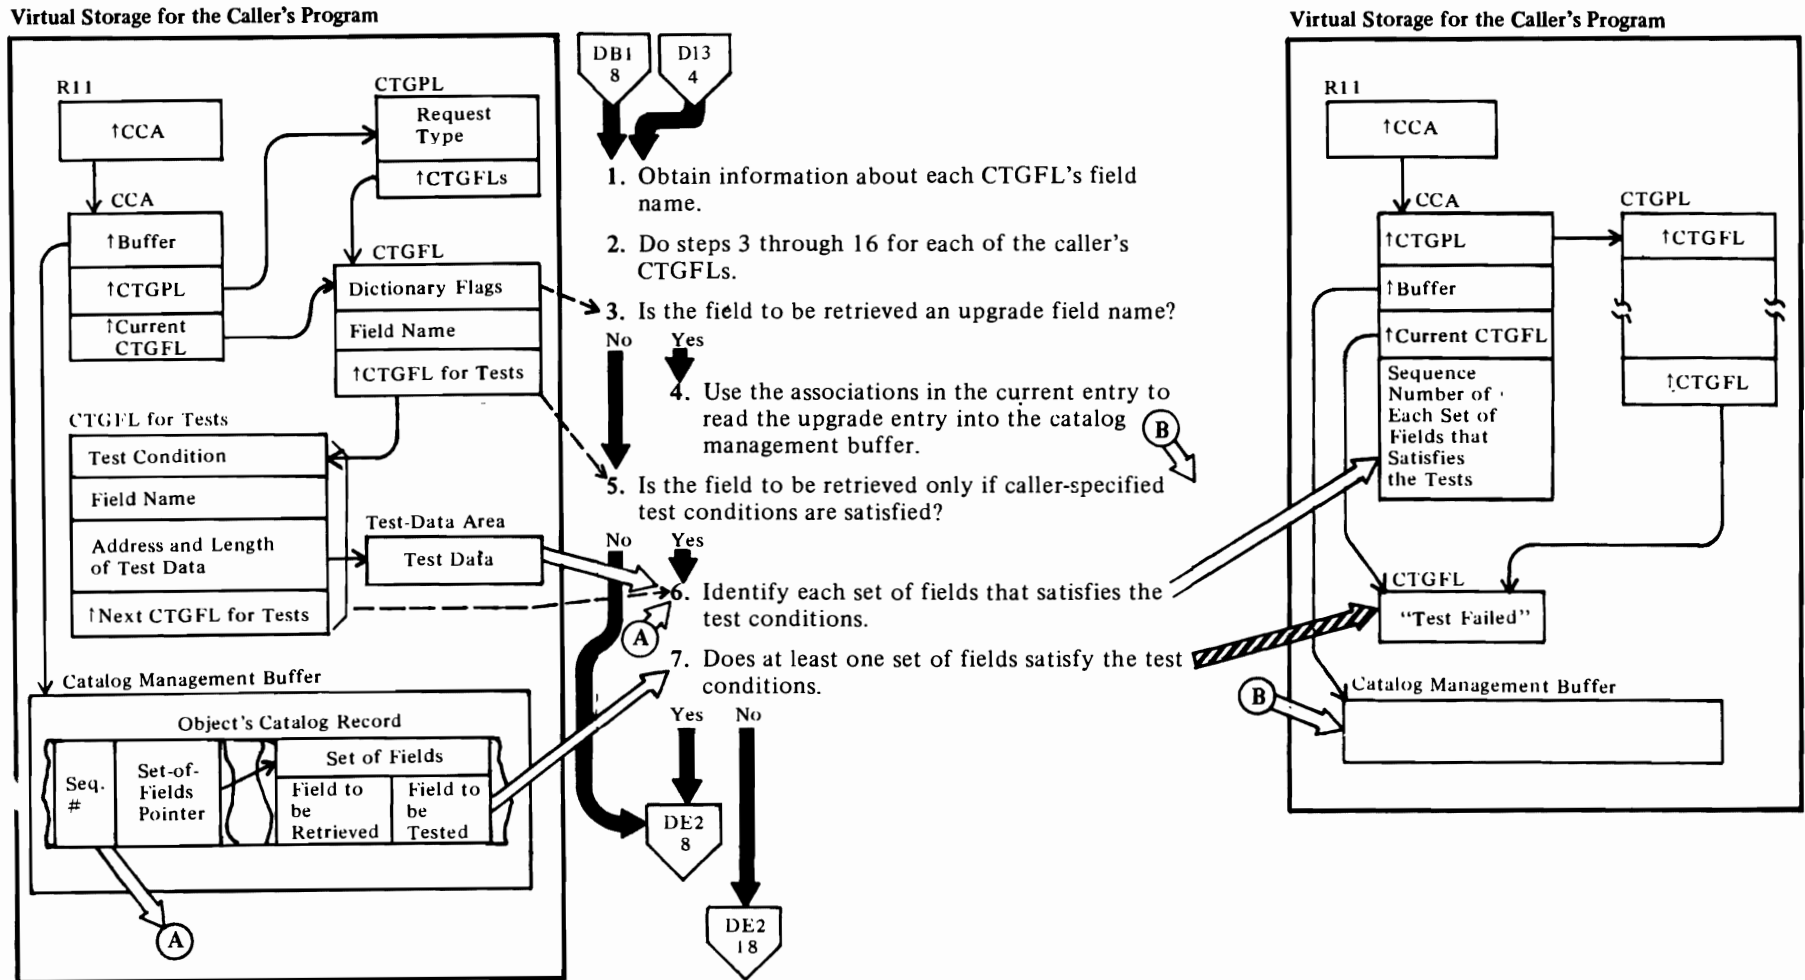 Virtual Storage for the Caller's Program
R11
↑CCA
CTGPL
Request
Type
↑CTGFLs
CCA
↑Buffer
↑CTGPL
↑Current
CTGFL
CTGFL
Dictionary Flags
Field Name
↑CTGFL for Tests
CTGFL for Tests
Test Condition
Field Name
Address and Length
of Test Data
↑Next CTGFL for Tests
Test-Data Area
Test Data
Catalog Management Buffer
Object's Catalog Record
Seq.
#
Set-of-
Fields
Pointer
Set of Fields
Field to
be
Retrieved
Field to
be
Tested
A
DB1
8
D13
4
1. Obtain information about each CTGFL's field
name.
2. Do steps 3 through 16 for each of the caller's
CTGFLs.
3. Is the field to be retrieved an upgrade field name?
No Yes
4. Use the associations in the current entry to
read the upgrade entry into the catalog
management buffer.
B
5. Is the field to be retrieved only if caller-specified
test conditions are satisfied?
No Yes
6. Identify each set of fields that satisfies the
test conditions.
A
7. Does at least one set of fields satisfy the test
conditions.
Yes No
DE2
8
DE2
18
Virtual Storage for the Caller's Program
R11
↑CCA
CCA
↑CTGPL
↑Buffer
↑Current CTGFL
Sequence
Number of
Each Set of
Fields that
Satisfies
the Tests
CTGPL
↑CTGFL
↑CTGFL
CTGFL
"Test Failed"
B
Catalog Management Buffer